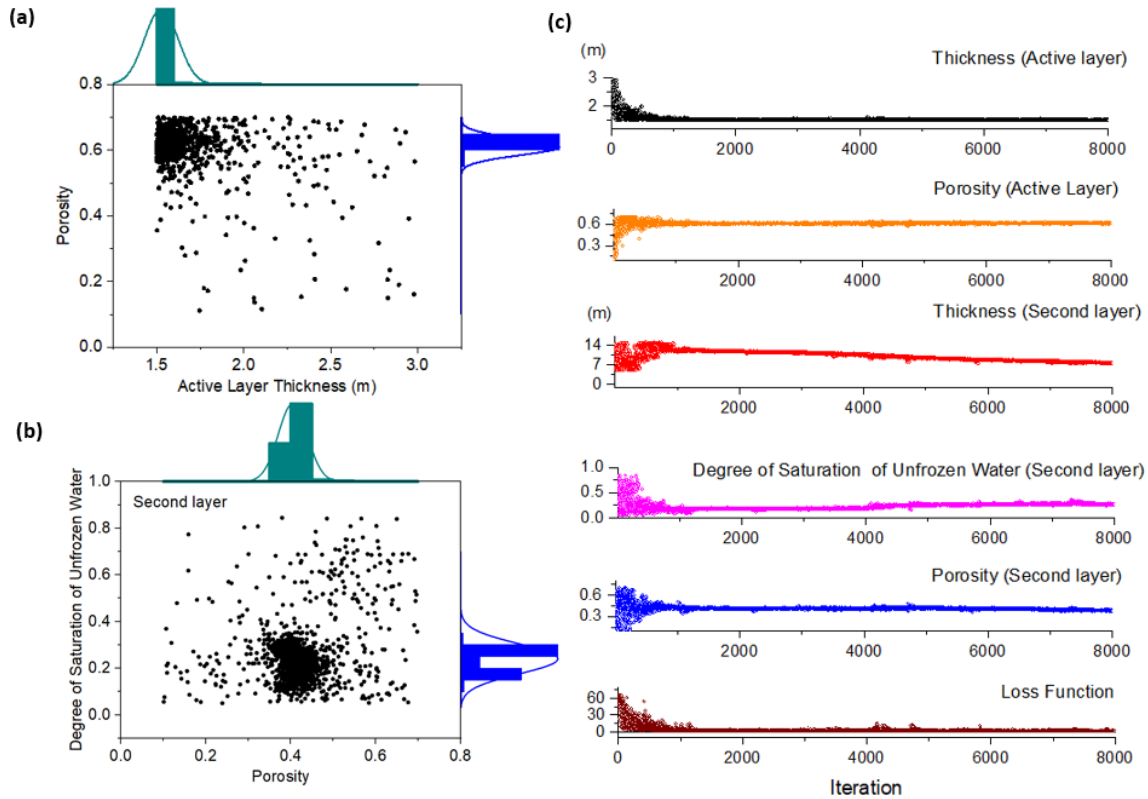 (a)
0.8
0.6
0.4
0.2
0.0
Porosity
1.5 2.0 2.5 3.0
Active Layer Thickness (m)
(b)
Second layer
1.0
0.8
0.6
0.4
0.2
0.0
Degree of Saturation of Unfrozen Water
0.0 0.2 0.4 0.6 0.8
Porosity
(c)
(m)
Thickness (Active layer)
3
2
0 2000 4000 6000 8000
Porosity (Active Layer)
0.6
0.3
2000 4000 6000 8000
(m)
Thickness (Second layer)
14
7
0
2000 4000 6000 8000
Degree of Saturation of Unfrozen Water (Second layer)
1.0
0.5
0.0
2000 4000 6000 8000
Porosity (Second layer)
0.6
0.3
2000 4000 6000 8000
Loss Function
60
30
0
0 2000 4000 6000 8000
Iteration